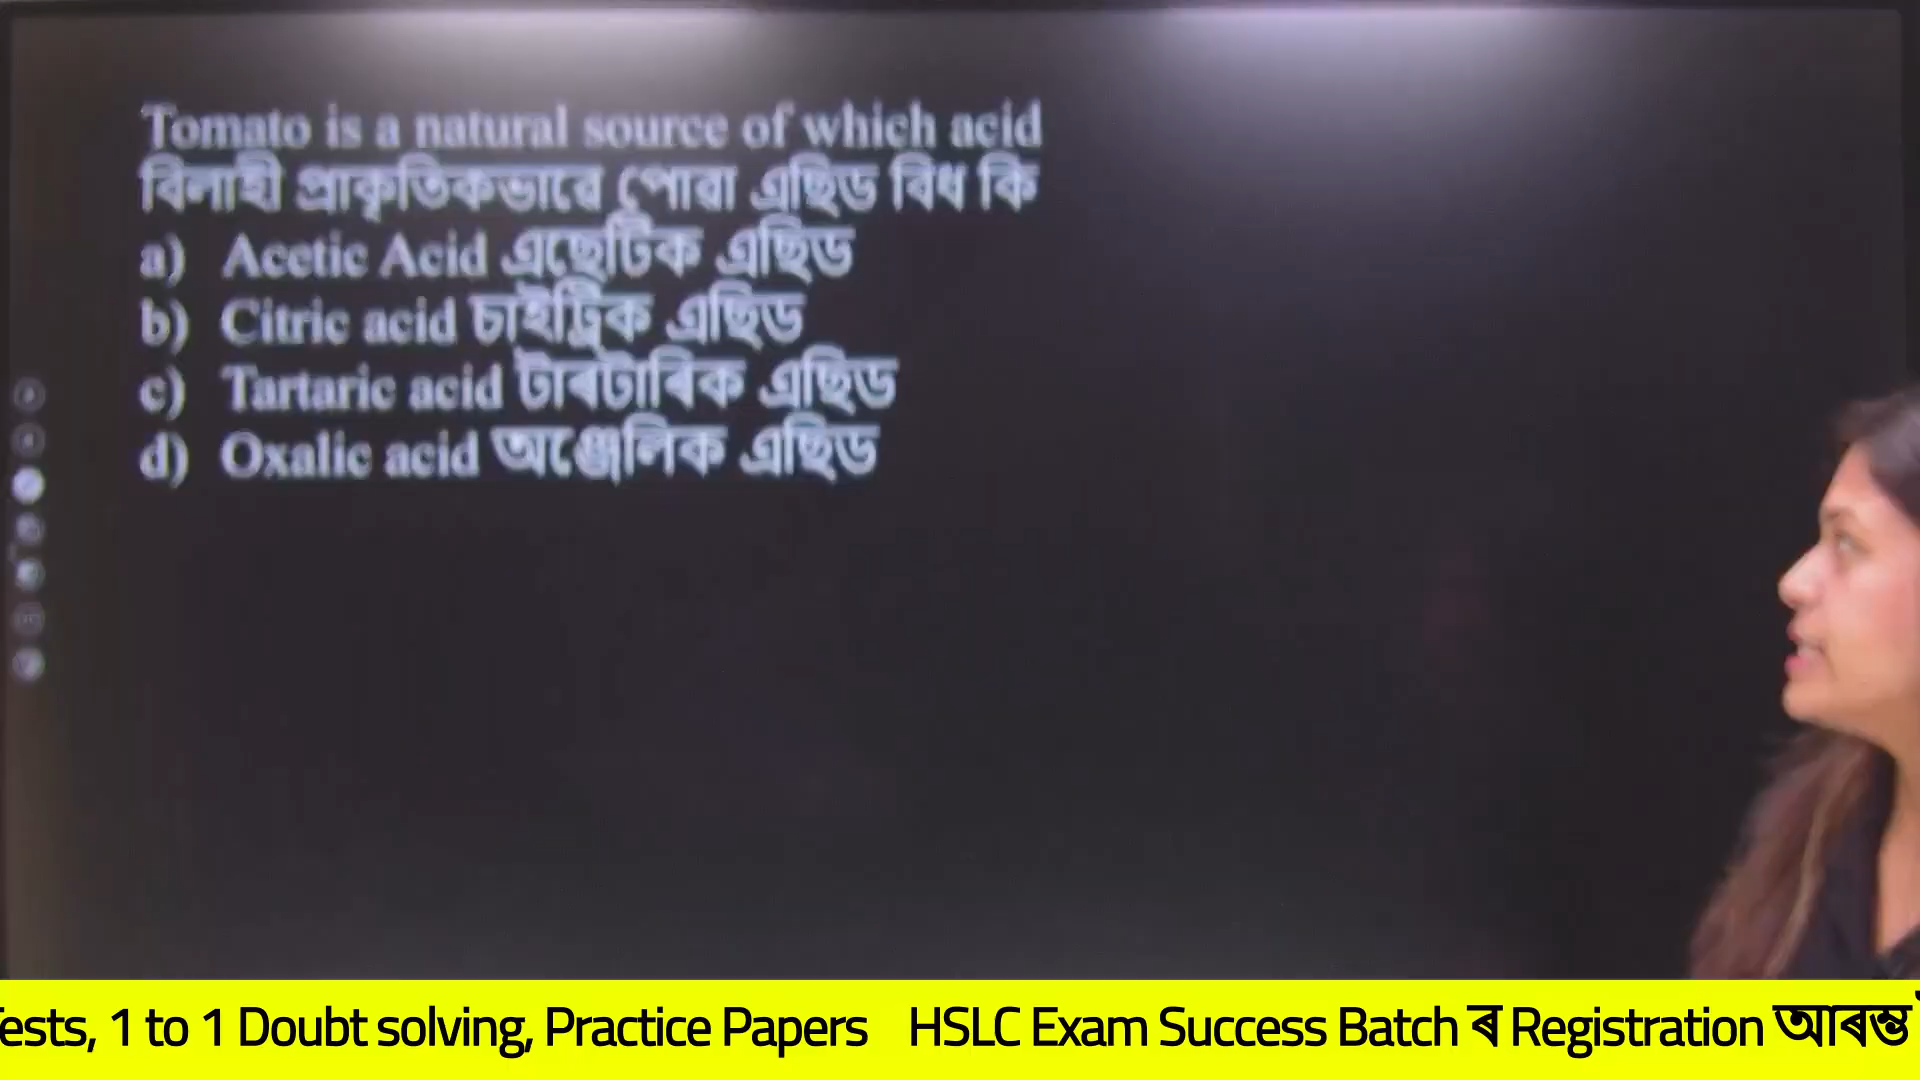 Tomato is a natural source of which acid
বিলাহী প্ৰাকৃতিকভাৱে পোৱা এছিড বিধ কি
a) Acetic Acid এছেটিক এছিড
b) Citric acid চাইট্ৰিক এছিড
c) Tartaric acid টাৰটাৰিক এছিড
d) Oxalic acid অক্সেলিক এছিড
Tests, 1 to 1 Doubt solving, Practice Papers HSLC Exam Success Batch ৰ Registration আৰম্ভ